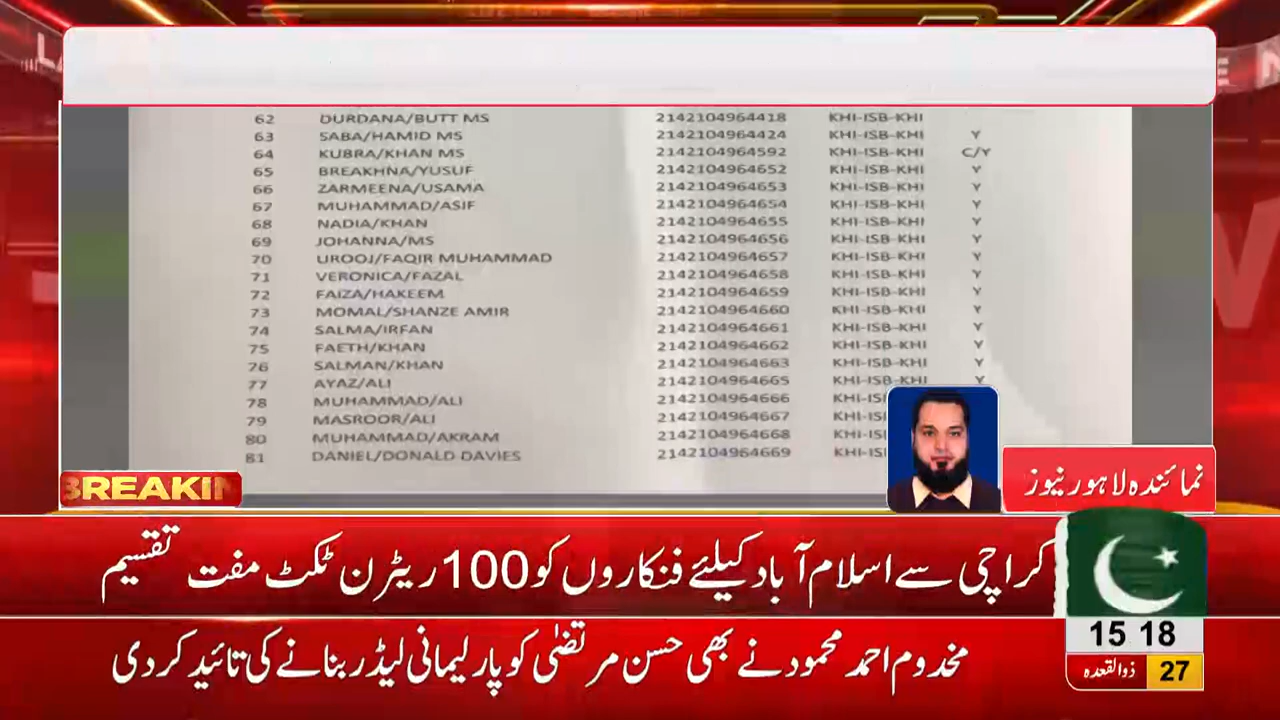 62 DURDANA/BUTT MS 2142104964418 KHI-ISB-KHI
63 SABA/HAMID MS 2142104964424 KHI-ISB-KHI Y
64 KUBRA/KHAN MS 2142104964592 KHI-ISB-KHI C/Y
65 BREAKHNA/YUSUF 2142104964652 KHI-ISB-KHI Y
66 ZARMEENA/USAMA 2142104964653 KHI-ISB-KHI Y
67 MUHAMMAD/ASIF 2142104964654 KHI-ISB-KHI Y
68 NADIA/KHAN 2142104964655 KHI-ISB-KHI Y
69 JOHANNA/MS 2142104964656 KHI-ISB-KHI Y
70 UROOJ/FAQIR MUHAMMAD 2142104964657 KHI-ISB-KHI Y
71 VERONICA/FAZAL 2142104964658 KHI-ISB-KHI Y
72 FAIZA/HAKEEM 2142104964659 KHI-ISB-KHI Y
73 MOMAL/SHANZE AMIR 2142104964660 KHI-ISB-KHI Y
74 SALMA/IRFAN 2142104964661 KHI-ISB-KHI Y
75 FAETH/KHAN 2142104964662 KHI-ISB-KHI Y
76 SALMAN/KHAN 2142104964663 KHI-ISB-KHI Y
77 AYAZ/ALI 2142104964665 KHI-ISB-KHI Y
78 MUHAMMAD/ALI 2142104964666 KHI-ISB
79 MASROOR/ALI 2142104964667 KHI-ISB
80 MUHAMMAD/AKRAM 2142104964668 KHI-ISB
81 DANIEL/DONALD DAVIES 2142104964669 KHI-ISB
نمائندہ لاہور نیوز
BREAKIN
کراچی سے اسلام آباد کیلئے فنکاروں کو 100 ریٹرن ٹکٹ مفت تقسیم
مخدوم احمد محمود نے بھی حسن مرتضیٰ کو پارلیمانی لیڈر بنانے کی تائید کردی
15 18
27 ذوالقعدہ